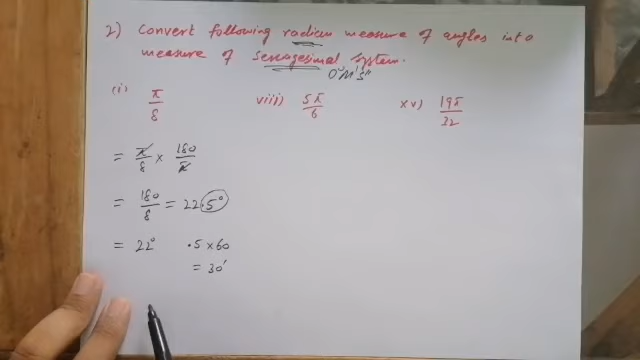 2) Convert following radian measure of angles into
measure of Sexagesimal System.
D° M' S"
(i) π/8 viii) 5π/6 xv) 19π/32
= π/8 × 180/π
= 180/8 = 22.5°
= 22° .5 × 60
= 30'